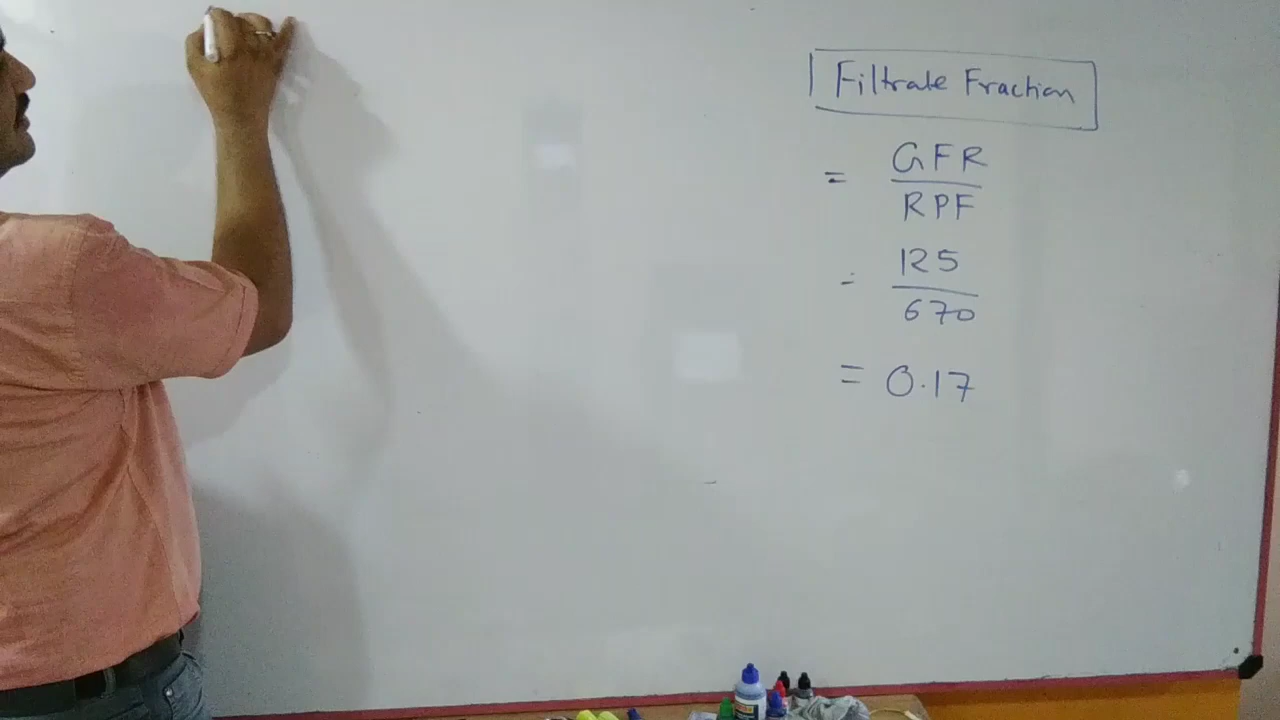 Filtrate Fraction
= GFR
RPF
= 125
670
= 0.17